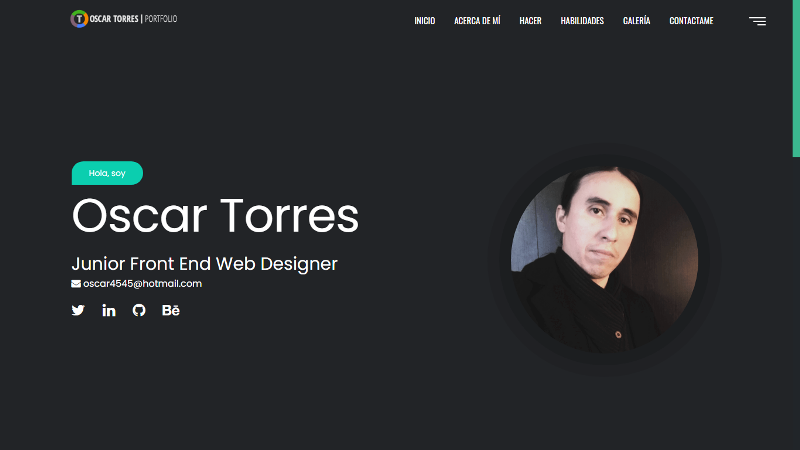 T OSCAR TORRES | PORTFOLIO
INICIO ACERCA DE MÍ HACER HABILIDADES GALERÍA CONTACTAME
Hola, soy
Oscar Torres
Junior Front End Web Designer
oscar4545@hotmail.com
in Bē